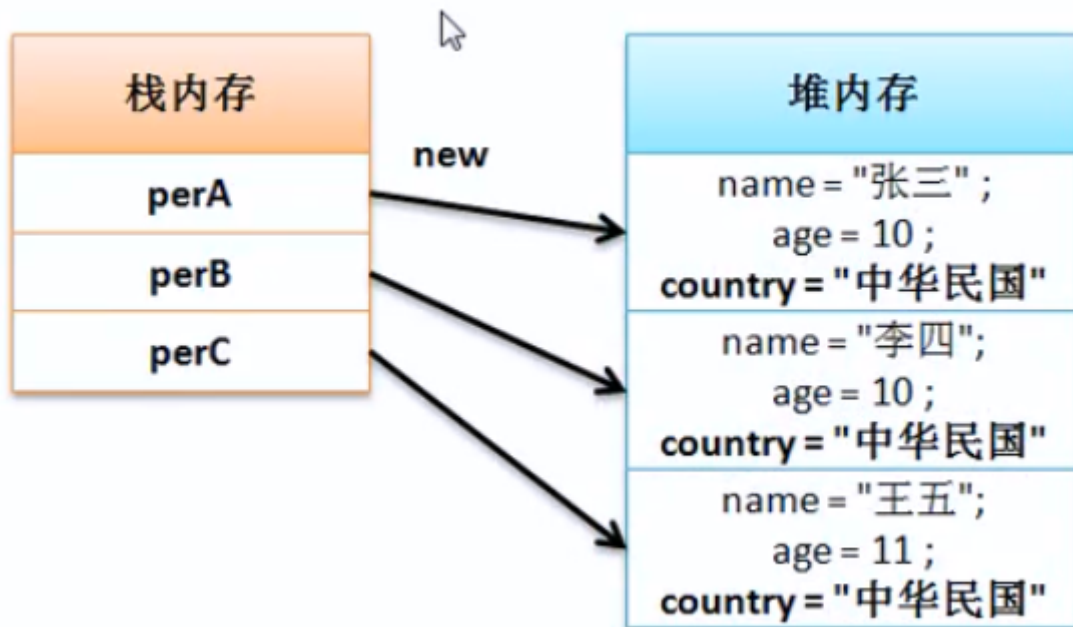 栈内存
堆内存
new
perA
perB
perC
name = "张三" ;
age = 10 ;
country = "中华民国"
name = "李四";
age = 10 ;
country = "中华民国"
name = "王五";
age = 11 ;
country = "中华民国"